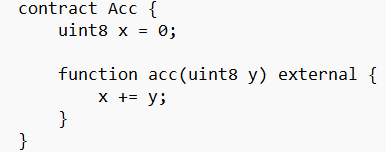 contract Acc {
    uint8 x = 0;

    function acc(uint8 y) external {
        x += y;
    }
}